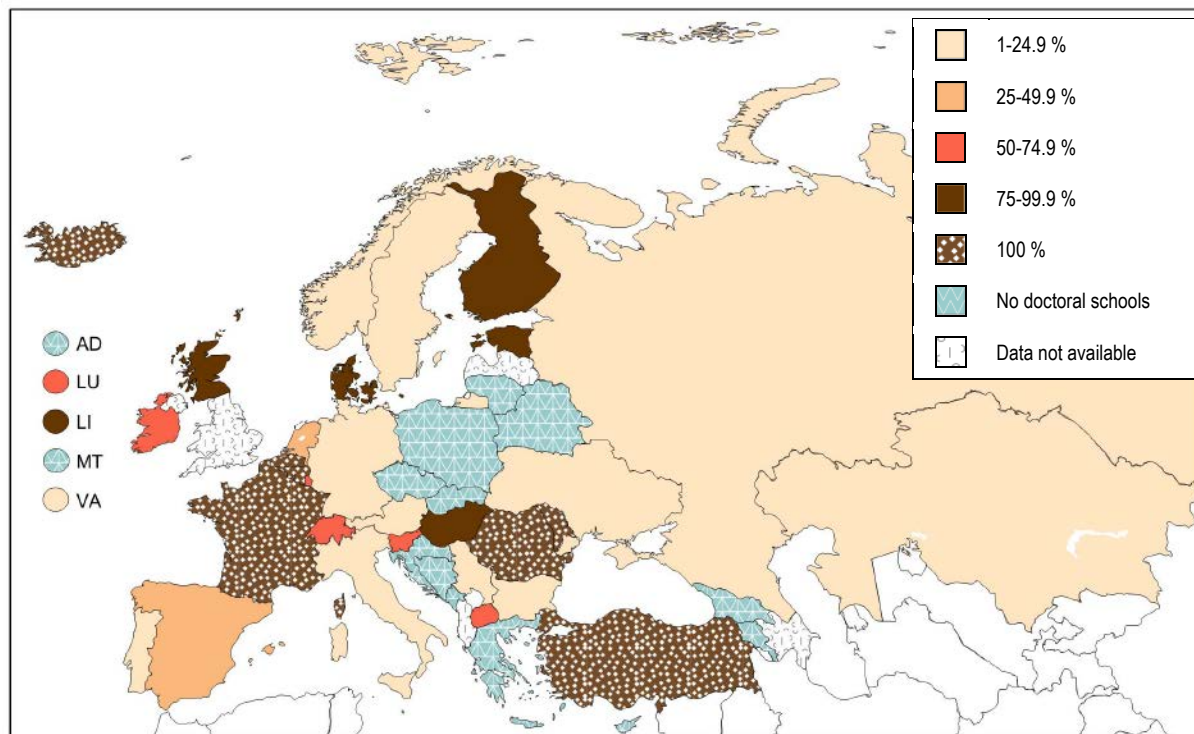 1-24.9 %
25-49.9 %
50-74.9 %
75-99.9 %
100 %
No doctoral schools
Data not available
AD
LU
LI
MT
VA